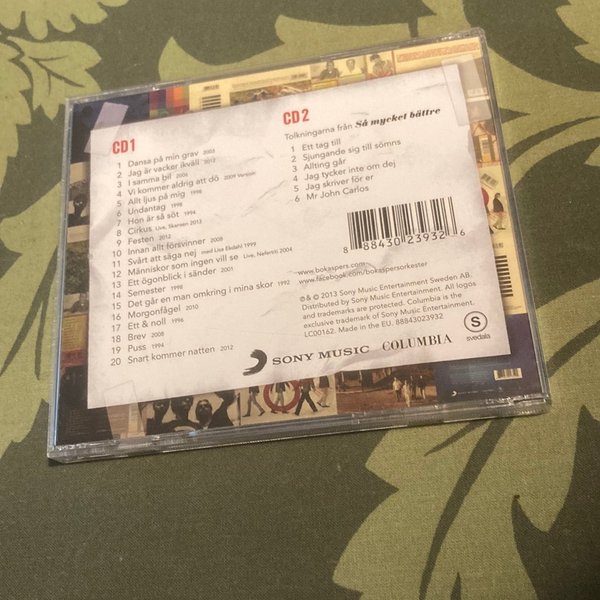 CD1
1 Dansa på min grav 2005
2 Jag är vacker ikväll 2012
3 I samma bil 2006
4 Vi kommer aldrig att dö 2009 Version
5 Allt ljus på mig 1998
6 Undantag 1998
7 Hon är så söt 1994
8 Cirkus Live, Skansen 2012
9 Festen 2012
10 Innan allt försvinner 2008
11 Svårt att säga nej med Lisa Ekdahl 1999
12 Människor som ingen vill se Live, Nefertiti 2004
13 Ett ögonblick i sänder 2001
14 Semester 1998
15 Det går en man omkring i mina skor 1992
16 Morgonfågel 2010
17 Ett & noll 1996
18 Brev 2008
19 Puss 1994
20 Snart kommer natten 2012
CD2
Tolkningarna från Så mycket bättre
1 Ett tag till
2 Sjungande sig till sömns
3 Allting går
4 Jag tycker inte om dej
5 Jag skriver för er
6 Mr John Carlos
8 88430 23932 6
www.bokaspers.com
www.facebook.com/bokaspersorkester
℗ & © 2013 Sony Music Entertainment Sweden AB.
Distributed by Sony Music Entertainment. All logos
and trademarks are protected. Columbia is the
exclusive trademark of Sony Music Entertainment.
LC00162. Made in the EU. 88843023932
SONY MUSIC COLUMBIA
S
svedala